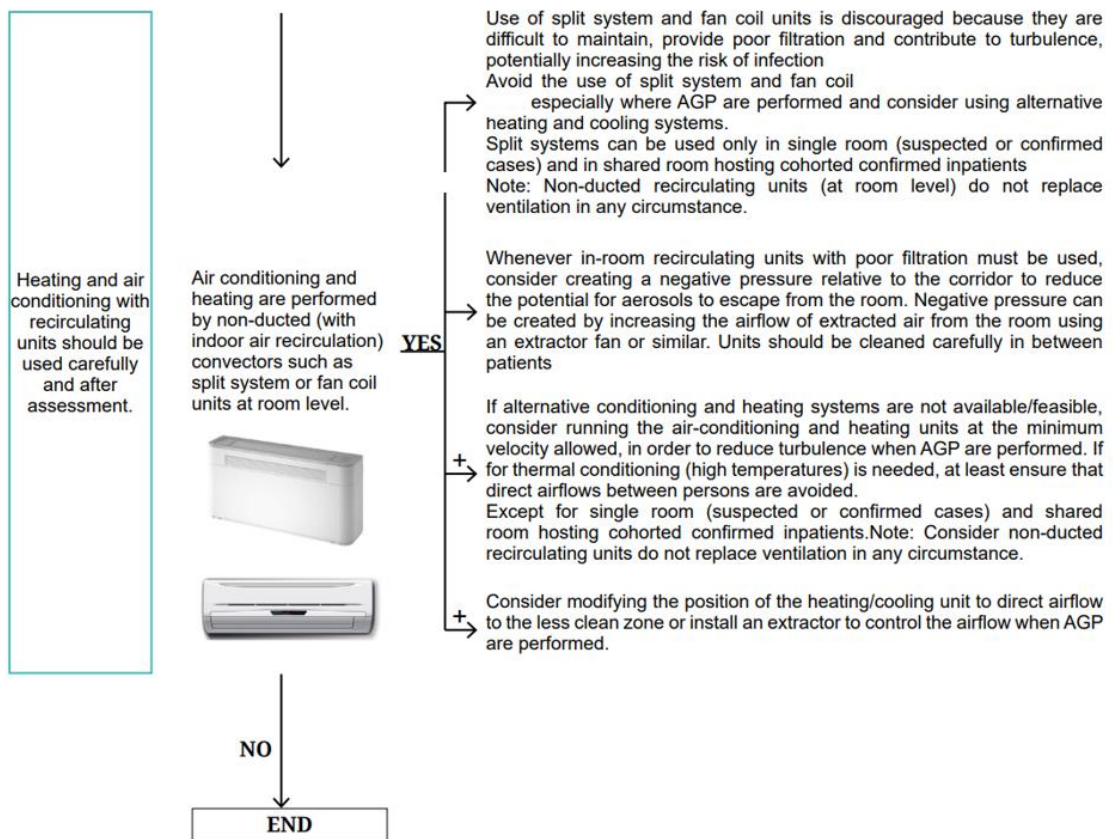 Heating and air
conditioning with
recirculating
units should be
used carefully
and after
assessment.
Air conditioning and
heating are performed
by non-ducted (with
indoor air recirculation)
convectors such as
split system or fan coil
units at room level.
YES
Use of split system and fan coil units is discouraged because they are
difficult to maintain, provide poor filtration and contribute to turbulence,
potentially increasing the risk of infection
Avoid the use of split system and fan coil
especially where AGP are performed and consider using alternative
heating and cooling systems.
Split systems can be used only in single room (suspected or confirmed
cases) and in shared room hosting cohorted confirmed inpatients
Note: Non-ducted recirculating units (at room level) do not replace
ventilation in any circumstance.
Whenever in-room recirculating units with poor filtration must be used,
consider creating a negative pressure relative to the corridor to reduce
the potential for aerosols to escape from the room. Negative pressure can
be created by increasing the airflow of extracted air from the room using
an extractor fan or similar. Units should be cleaned carefully in between
patients
+
If alternative conditioning and heating systems are not available/feasible,
consider running the air-conditioning and heating units at the minimum
velocity allowed, in order to reduce turbulence when AGP are performed. If
for thermal conditioning (high temperatures) is needed, at least ensure that
direct airflows between persons are avoided.
Except for single room (suspected or confirmed cases) and shared
room hosting cohorted confirmed inpatients.Note: Consider non-ducted
recirculating units do not replace ventilation in any circumstance.
+
Consider modifying the position of the heating/cooling unit to direct airflow
to the less clean zone or install an extractor to control the airflow when AGP
are performed.
NO
END